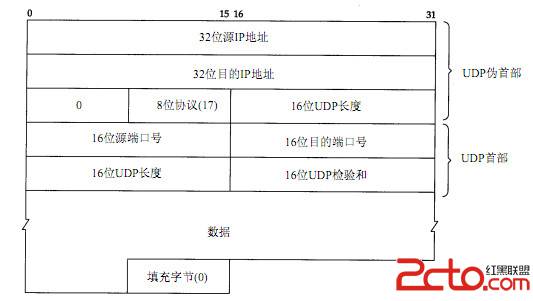 0 15 16 31
32位源IP地址
32位目的IP地址
UDP伪首部
0 8位协议(17) 16位UDP长度
16位源端口号 16位目的端口号
UDP首部
16位UDP长度 16位UDP检验和
数据
填充字节(0)
2cto.com 红黑联盟